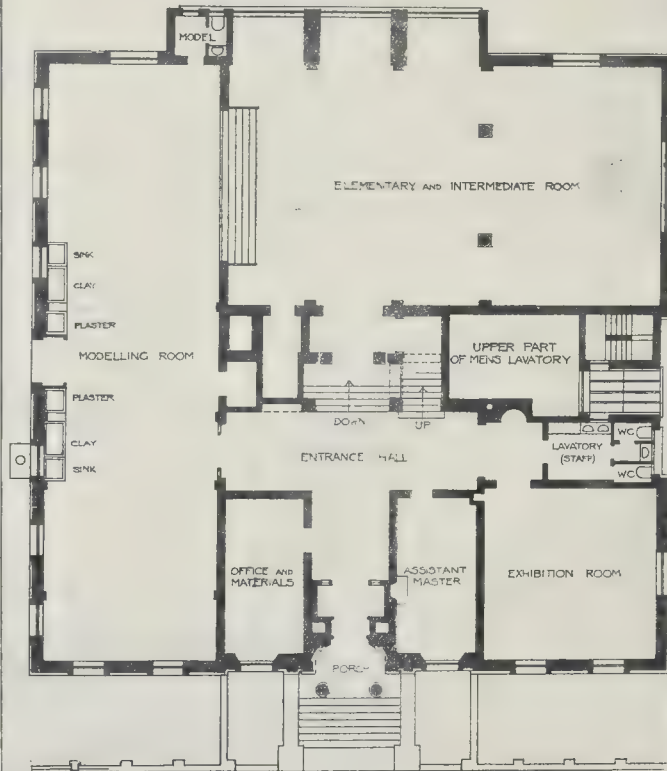 MODEL
ELEMENTARY AND INTERMEDIATE ROOM
SINK
CLAY
PLASTER
UPPER PART
OF MENS LAVATORY
MODELLING ROOM
PLASTER
DOWN
UP
WC
LAVATORY
(STAFF)
CLAY
ENTRANCE HALL
SINK
WC
OFFICE AND
MATERIALS
ASSISTANT
MASTER
EXHIBITION ROOM
PORCH